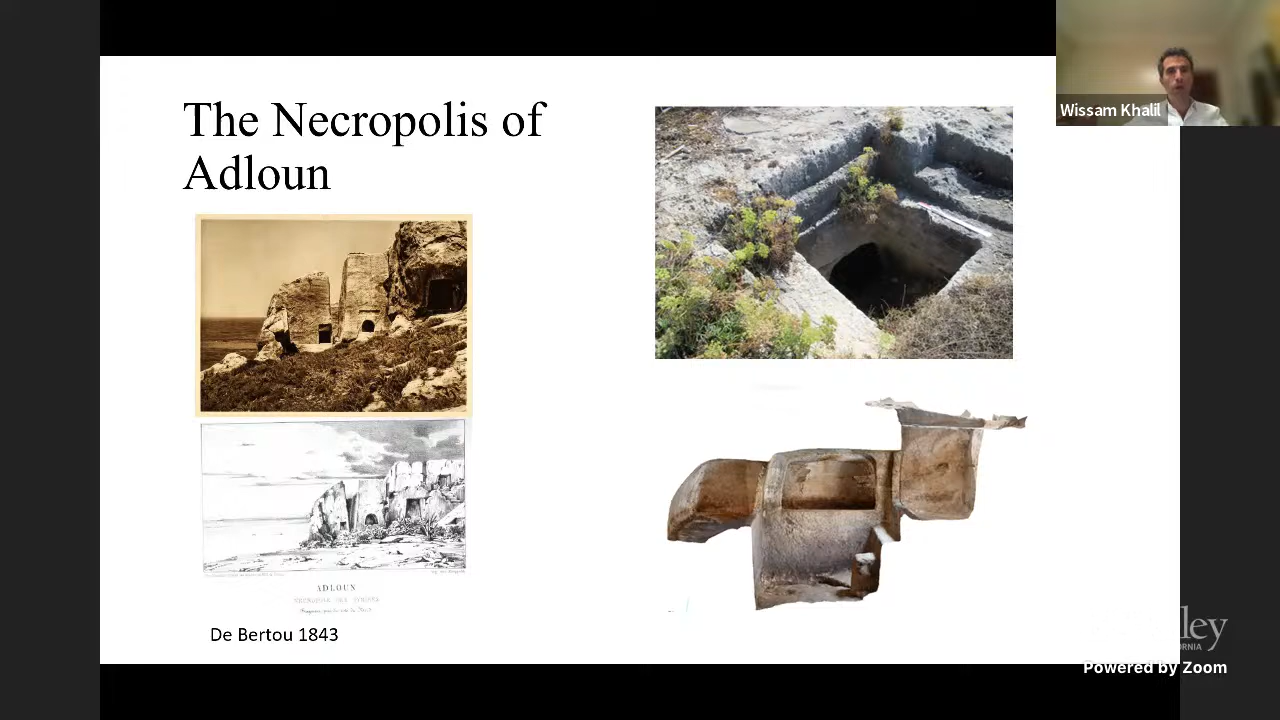 The Necropolis of
Adloun
Wissam Khalil
ADLOUN
De Bertou 1843
Powered by Zoom